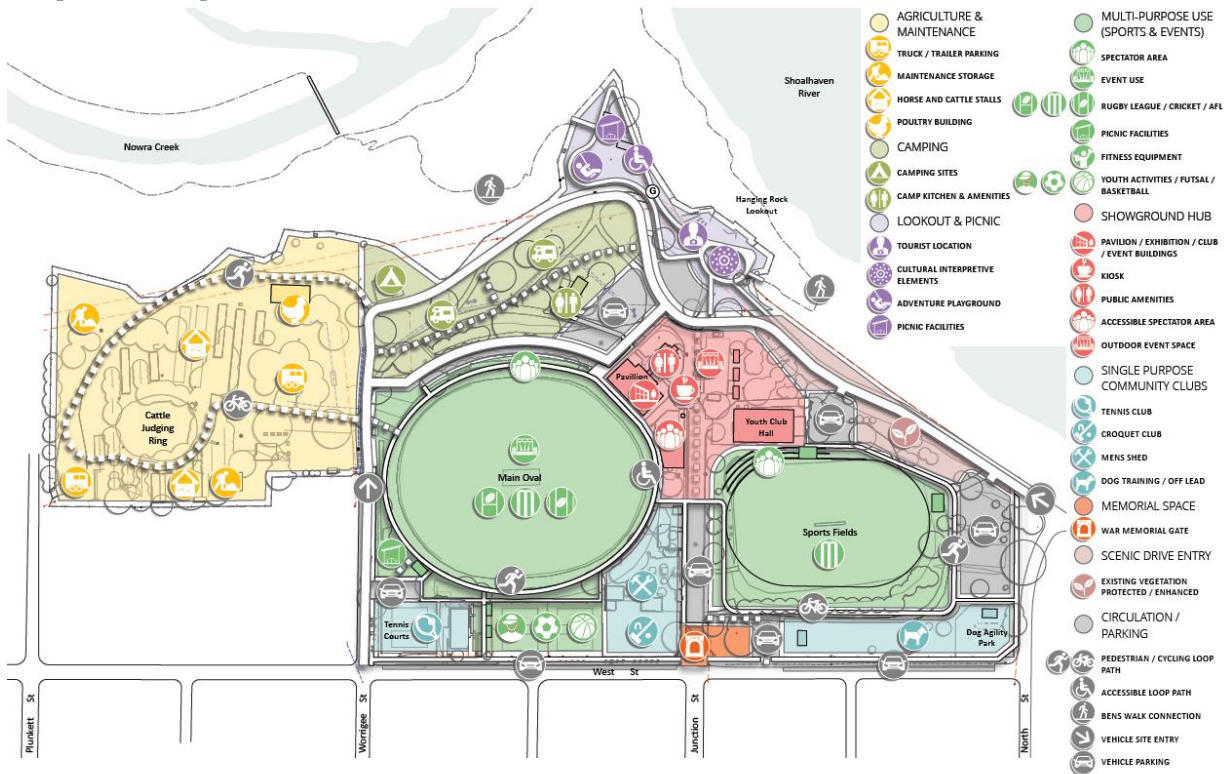 Nowra Creek
Shoalhaven
River
G
Hanging Rock
Lookout
Pavillion
Youth Club
Hall
Cattle
Judging
Ring
Main Oval
Sports Fields
Tennis
Courts
Dog Agility
Park
West St
Plunkett St
Worrigee St
Junction St
North St
AGRICULTURE &
MAINTENANCE
TRUCK / TRAILER PARKING
MAINTENANCE STORAGE
HORSE AND CATTLE STALLS
POULTRY BUILDING
CAMPING
CAMPING SITES
CAMP KITCHEN & AMENITIES
LOOKOUT & PICNIC
TOURIST LOCATION
CULTURAL INTERPRETIVE
ELEMENTS
ADVENTURE PLAYGROUND
PICNIC FACILITIES
MULTI-PURPOSE USE
(SPORTS & EVENTS)
SPECTATOR AREA
EVENT USE
RUGBY LEAGUE / CRICKET / AFL
PICNIC FACILITIES
FITNESS EQUIPMENT
YOUTH ACTIVITIES / FUTSAL /
BASKETBALL
SHOWGROUND HUB
PAVILION / EXHIBITION / CLUB
/ EVENT BUILDINGS
KIOSK
PUBLIC AMENITIES
ACCESSIBLE SPECTATOR AREA
OUTDOOR EVENT SPACE
SINGLE PURPOSE
COMMUNITY CLUBS
TENNIS CLUB
CROQUET CLUB
MENS SHED
DOG TRAINING / OFF LEAD
MEMORIAL SPACE
WAR MEMORIAL GATE
SCENIC DRIVE ENTRY
EXISTING VEGETATION
PROTECTED / ENHANCED
CIRCULATION /
PARKING
PEDESTRIAN / CYCLING LOOP
PATH
ACCESSIBLE LOOP PATH
BENS WALK CONNECTION
VEHICLE SITE ENTRY
VEHICLE PARKING